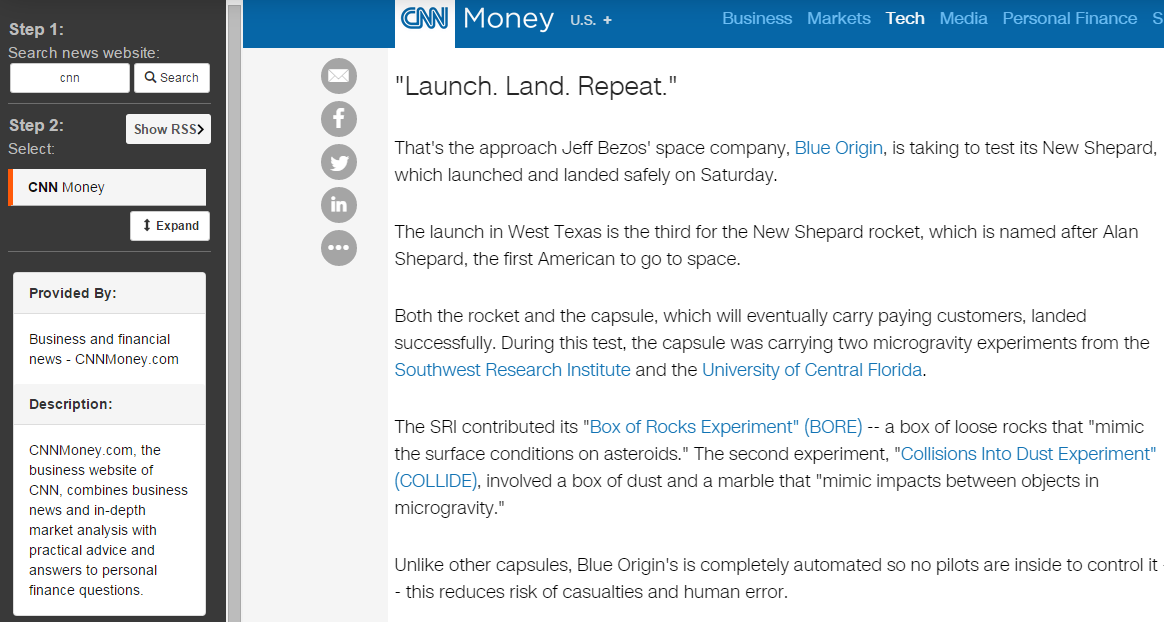 Step 1:
Search news website:
cnn
Search
Step 2:
Show RSS
Select:
CNN Money
Expand
Provided By:
Business and financial
news - CNNMoney.com
Description:
CNNMoney.com, the
business website of
CNN, combines business
news and in-depth
market analysis with
practical advice and
answers to personal
finance questions.
CNN Money U.S. +
Business Markets Tech Media Personal Finance S
"Launch. Land. Repeat."
That's the approach Jeff Bezos' space company, Blue Origin, is taking to test its New Shepard,
which launched and landed safely on Saturday.
The launch in West Texas is the third for the New Shepard rocket, which is named after Alan
Shepard, the first American to go to space.
Both the rocket and the capsule, which will eventually carry paying customers, landed
successfully. During this test, the capsule was carrying two microgravity experiments from the
Southwest Research Institute and the University of Central Florida.
The SRI contributed its "Box of Rocks Experiment" (BORE) -- a box of loose rocks that "mimic
the surface conditions on asteroids." The second experiment, "Collisions Into Dust Experiment"
(COLLIDE), involved a box of dust and a marble that "mimic impacts between objects in
microgravity."
Unlike other capsules, Blue Origin's is completely automated so no pilots are inside to control it -
- this reduces risk of casualties and human error.